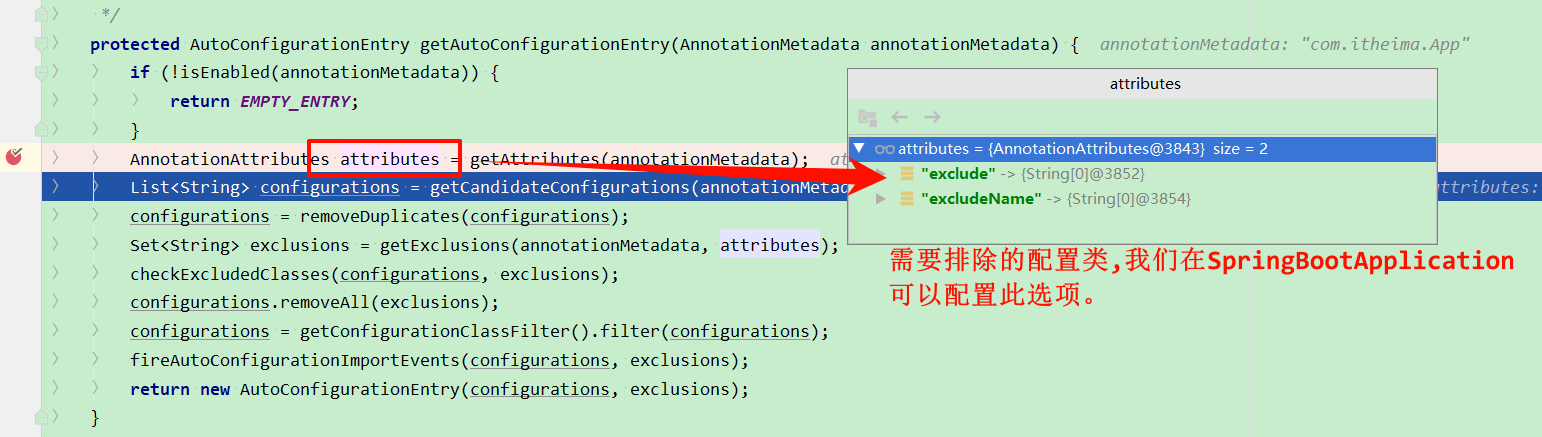 */
protected AutoConfigurationEntry getAutoConfigurationEntry(AnnotationMetadata annotationMetadata) {  annotationMetadata: "com.itheima.App"
if (!isEnabled(annotationMetadata)) {
return EMPTY_ENTRY;
}
AnnotationAttributes attributes = getAttributes(annotationMetadata);
List<String> configurations = getCandidateConfigurations(annotationMetad
attributes:
configurations = removeDuplicates(configurations);
Set<String> exclusions = getExclusions(annotationMetadata, attributes);
checkExcludedClasses(configurations, exclusions);
configurations.removeAll(exclusions);
configurations = getConfigurationClassFilter().filter(configurations);
fireAutoConfigurationImportEvents(configurations, exclusions);
return new AutoConfigurationEntry(configurations, exclusions);
}
attributes
attributes = {AnnotationAttributes@3843} size = 2
"exclude" -> {String[0]@3852}
"excludeName" -> {String[0]@3854}
需要排除的配置类,我们在SpringBootApplication
可以配置此选项。